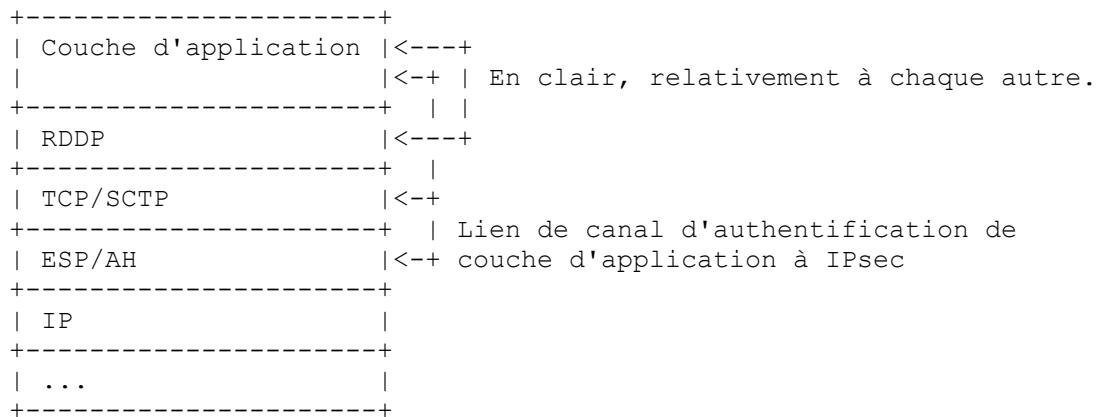 +----------------------+
| Couche d'application |<---+
|                      |<-+ | En clair, relativement à chaque autre.
+----------------------+  | |
| RDDP                 |<---+
+----------------------+  |
| TCP/SCTP             |<-+
+----------------------+  | Lien de canal d'authentification de
| ESP/AH               |<-+ couche d'application à IPsec
+----------------------+
| IP                   |
+----------------------+
| ...                  |
+----------------------+